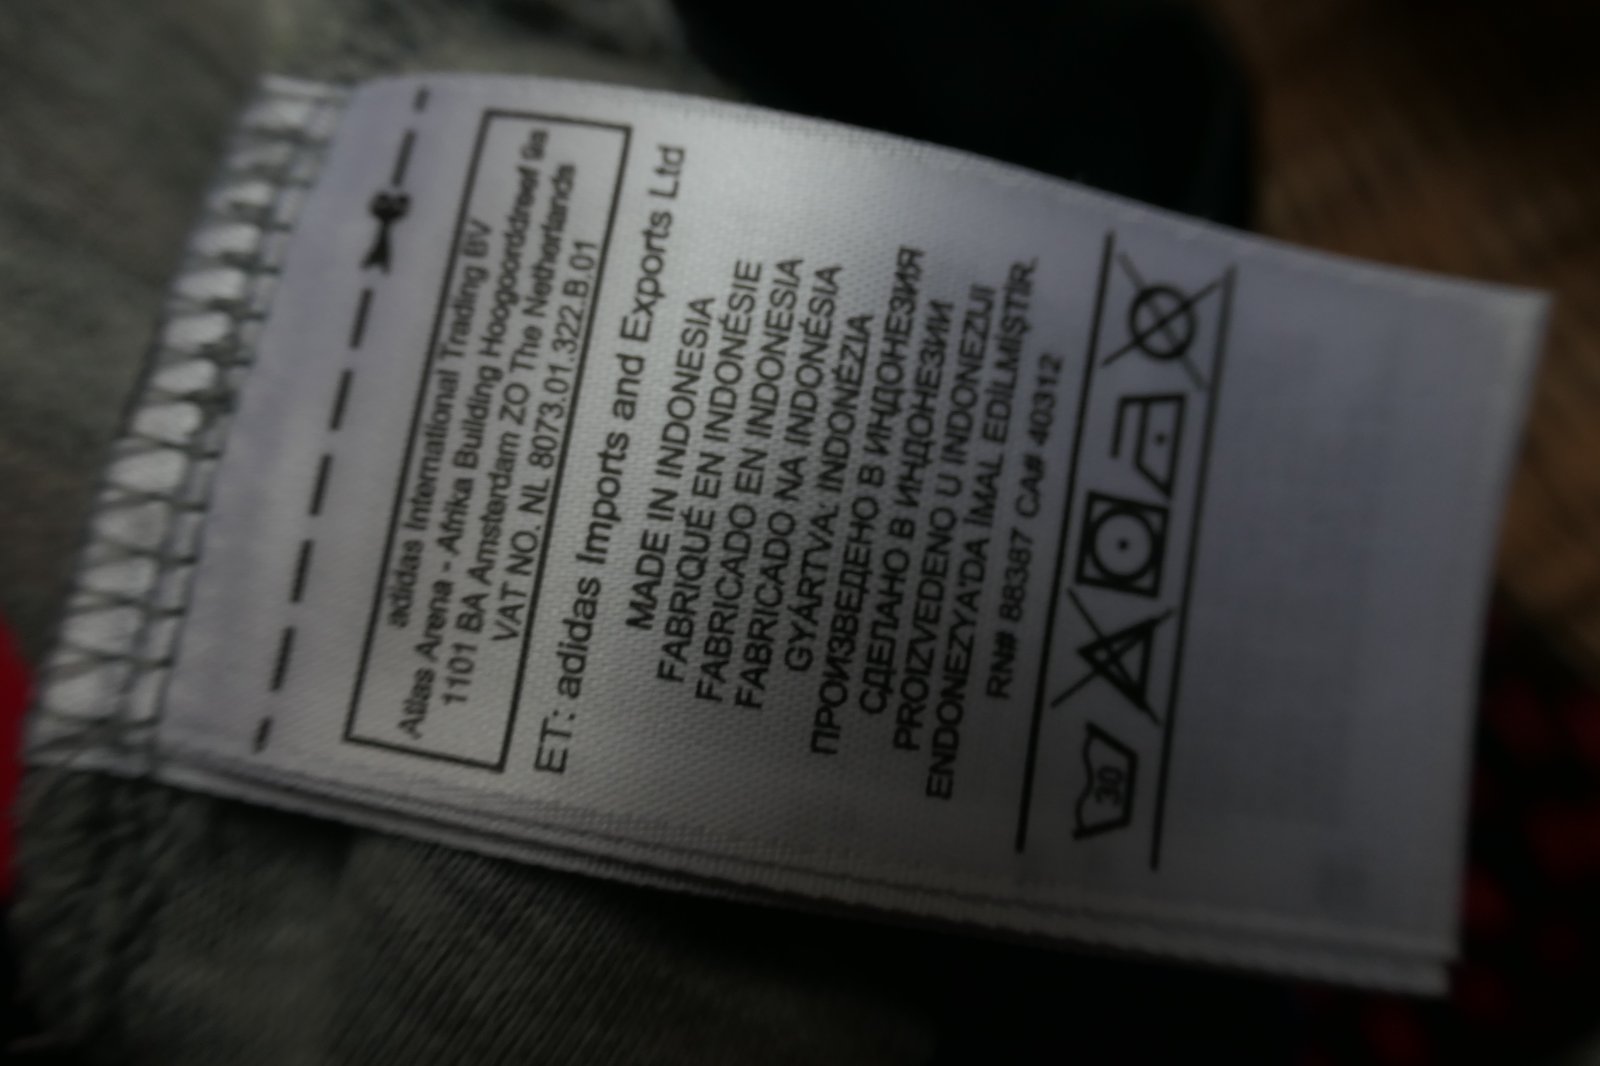 adidas International Trading BV
Atlas Arena - Afrika Building Hoogoorddreef 9a
1101 BA Amsterdam ZO The Netherlands
VAT NO. NL 8073.01.322.B.01
ET: adidas Imports and Exports Ltd
MADE IN INDONESIA
FABRIQUÉ EN INDONÉSIE
FABRICADO EN INDONESIA
FABRICADO NA INDONÉSIA
GYÁRTVA: INDONÉZIA
ПРОИЗВЕДЕНО В ИНДОНЕЗИЯ
СДЕЛАНО В ИНДОНЕЗИИ
PROIZVEDENO U INDONEZIJI
ENDONEZYA'DA İMAL EDİLMİŞTİR.
RN# 88387 CA# 40312
30